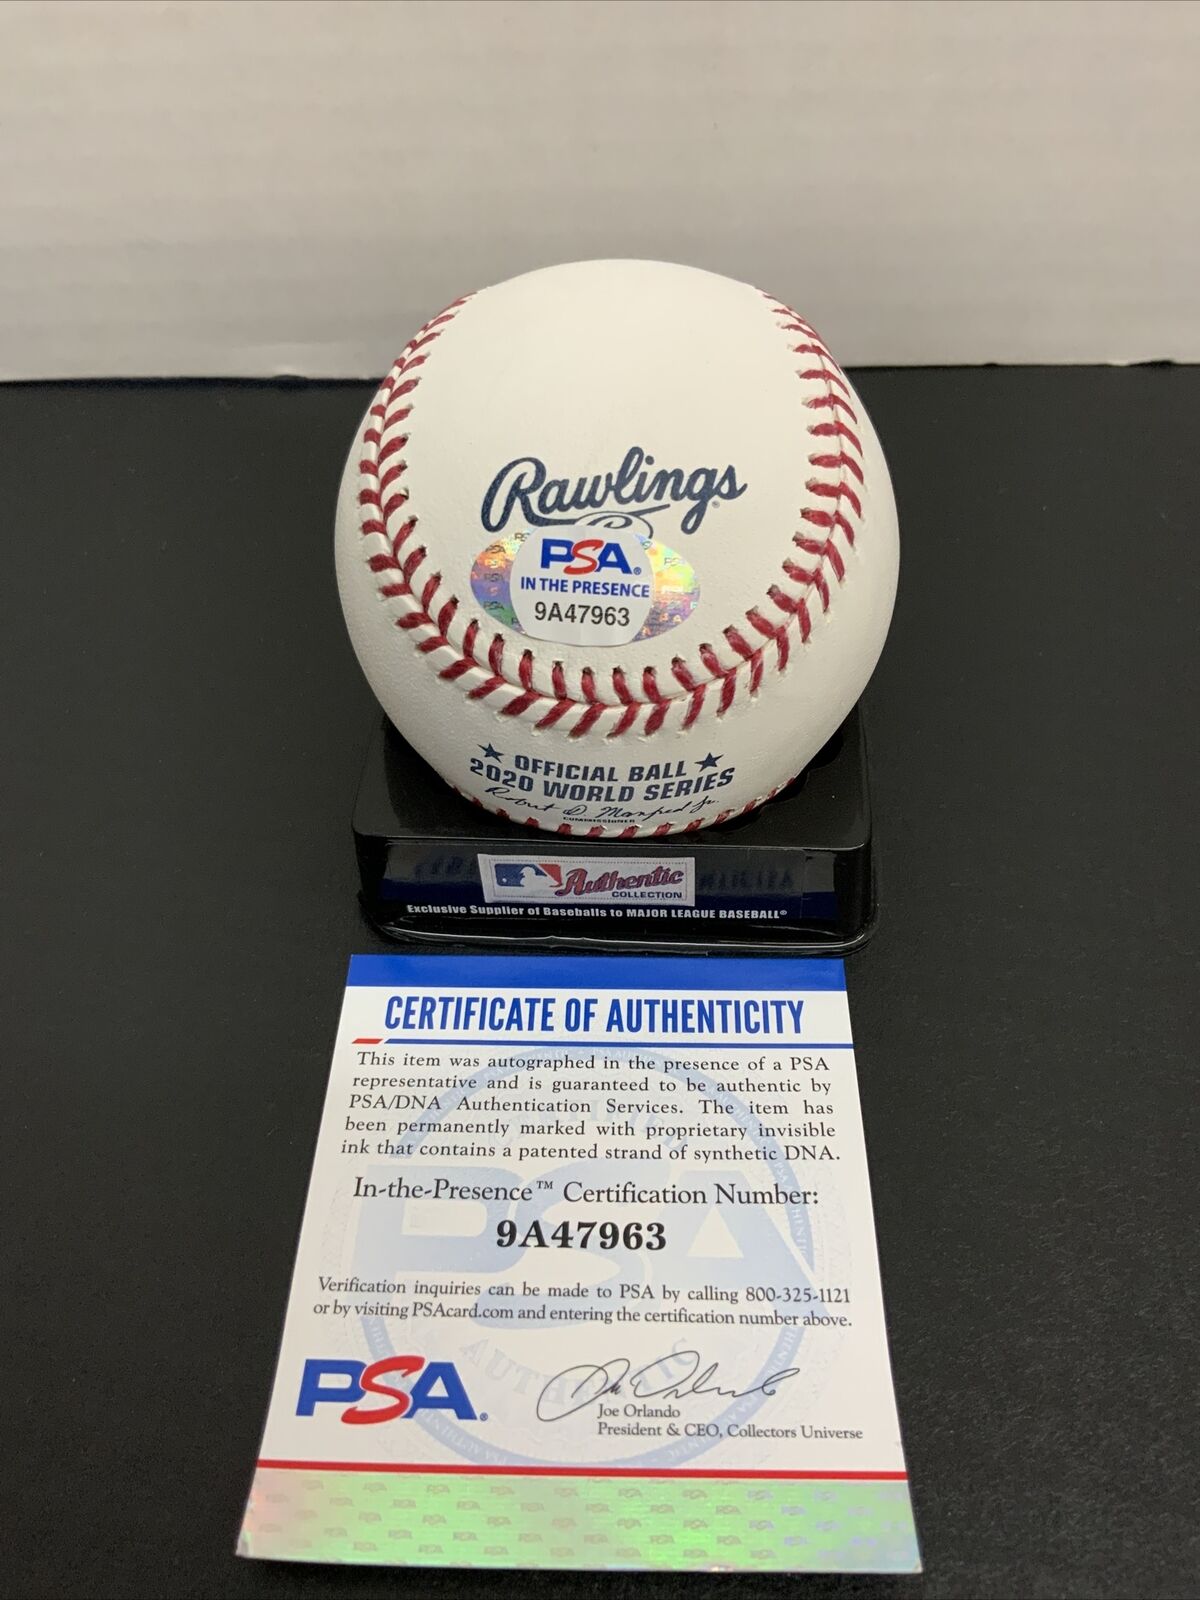 Rawlings
PSA®
IN THE PRESENCE
9A47963
★ OFFICIAL BALL ★
2020 WORLD SERIES
Robert D. Manfred Jr.
COMMISSIONER
Authentic
COLLECTION
Exclusive Supplier of Baseballs to MAJOR LEAGUE BASEBALL®
CERTIFICATE OF AUTHENTICITY
This item was autographed in the presence of a PSA
representative and is guaranteed to be authentic by
PSA/DNA Authentication Services. The item has
been permanently marked with proprietary invisible
ink that contains a patented strand of synthetic DNA.
In-the-Presence™ Certification Number:
9A47963
Verification inquiries can be made to PSA by calling 800-325-1121
or by visiting PSAcard.com and entering the certification number above.
PSA®
Joe Orlando
President & CEO, Collectors Universe